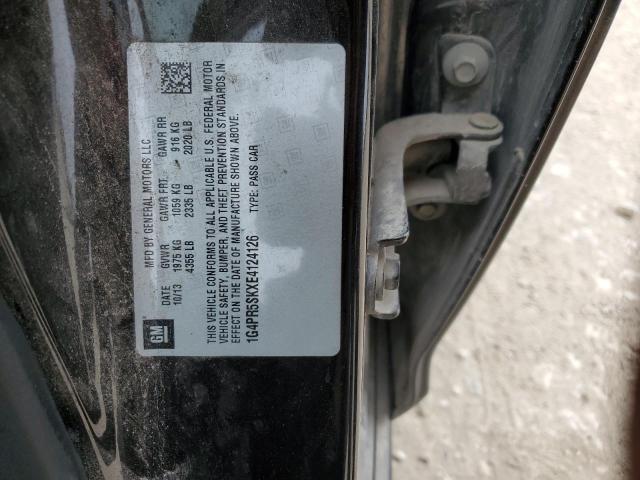 GM
MFD BY GENERAL MOTORS LLC
DATE GVWR GAWR FRT. GAWR RR
10/13 1975 KG 1059 KG 916 KG
4355 LB 2335 LB 2020 LB
THIS VEHICLE CONFORMS TO ALL APPLICABLE U.S. FEDERAL MOTOR
VEHICLE SAFETY, BUMPER, AND THEFT PREVENTION STANDARDS IN
EFFECT ON THE DATE OF MANUFACTURE SHOWN ABOVE.
1G4PR5SKXE4124126 TYPE: PASS CAR